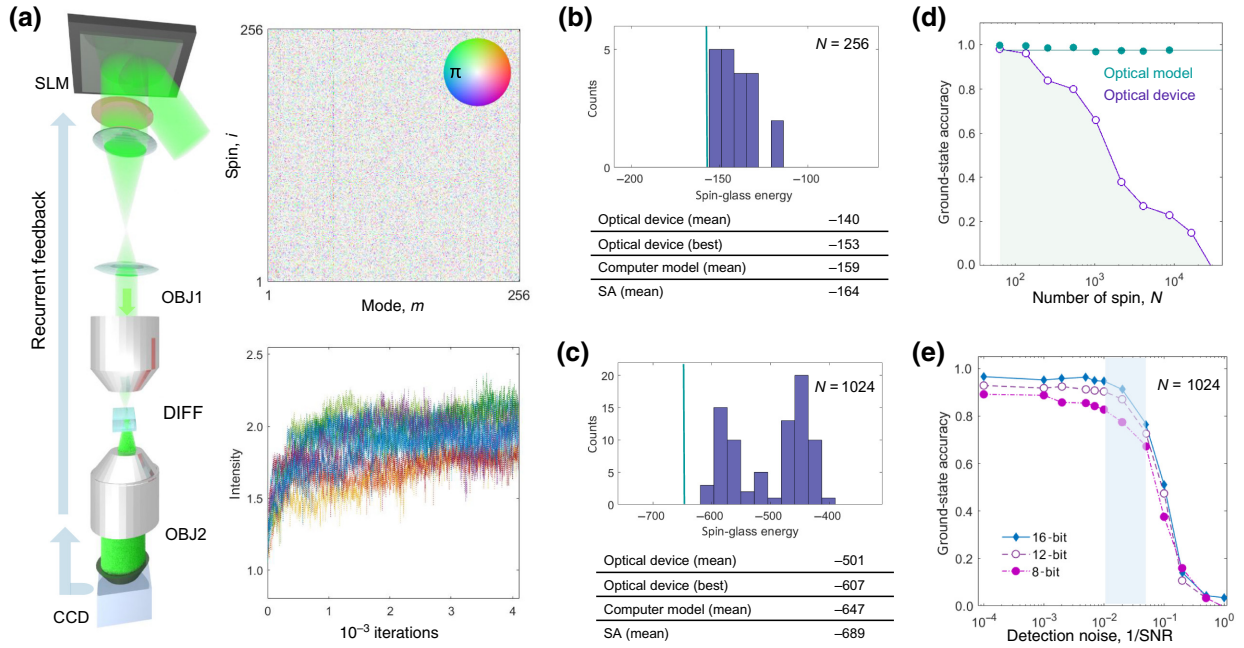 (a)
SLM
Recurrent feedback
OBJ1
DIFF
OBJ2
CCD
256
π
Spin, i
1
1
256
Mode, m
2.5
2.0
1.5
1.0
Intensity
0
1
2
3
4
10⁻³ iterations
(b)
N = 256
5
0
Counts
−200
−150
−100
Spin-glass energy
Optical device (mean) −140
Optical device (best) −153
Computer model (mean) −159
SA (mean) −164
(c)
N = 1024
20
15
10
5
0
Counts
−700
−600
−500
−400
Spin-glass energy
Optical device (mean) −501
Optical device (best) −607
Computer model (mean) −647
SA (mean) −689
(d)
1.0
0.8
0.6
0.4
0.2
0.0
Ground-state accuracy
Optical model
Optical device
10²
10³
10⁴
Number of spin, N
(e)
N = 1024
1.0
0.8
0.6
0.4
0.2
0.0
Ground-state accuracy
16-bit
12-bit
8-bit
10⁻⁴
10⁻³
10⁻²
10⁻¹
10⁰
Detection noise, 1/SNR